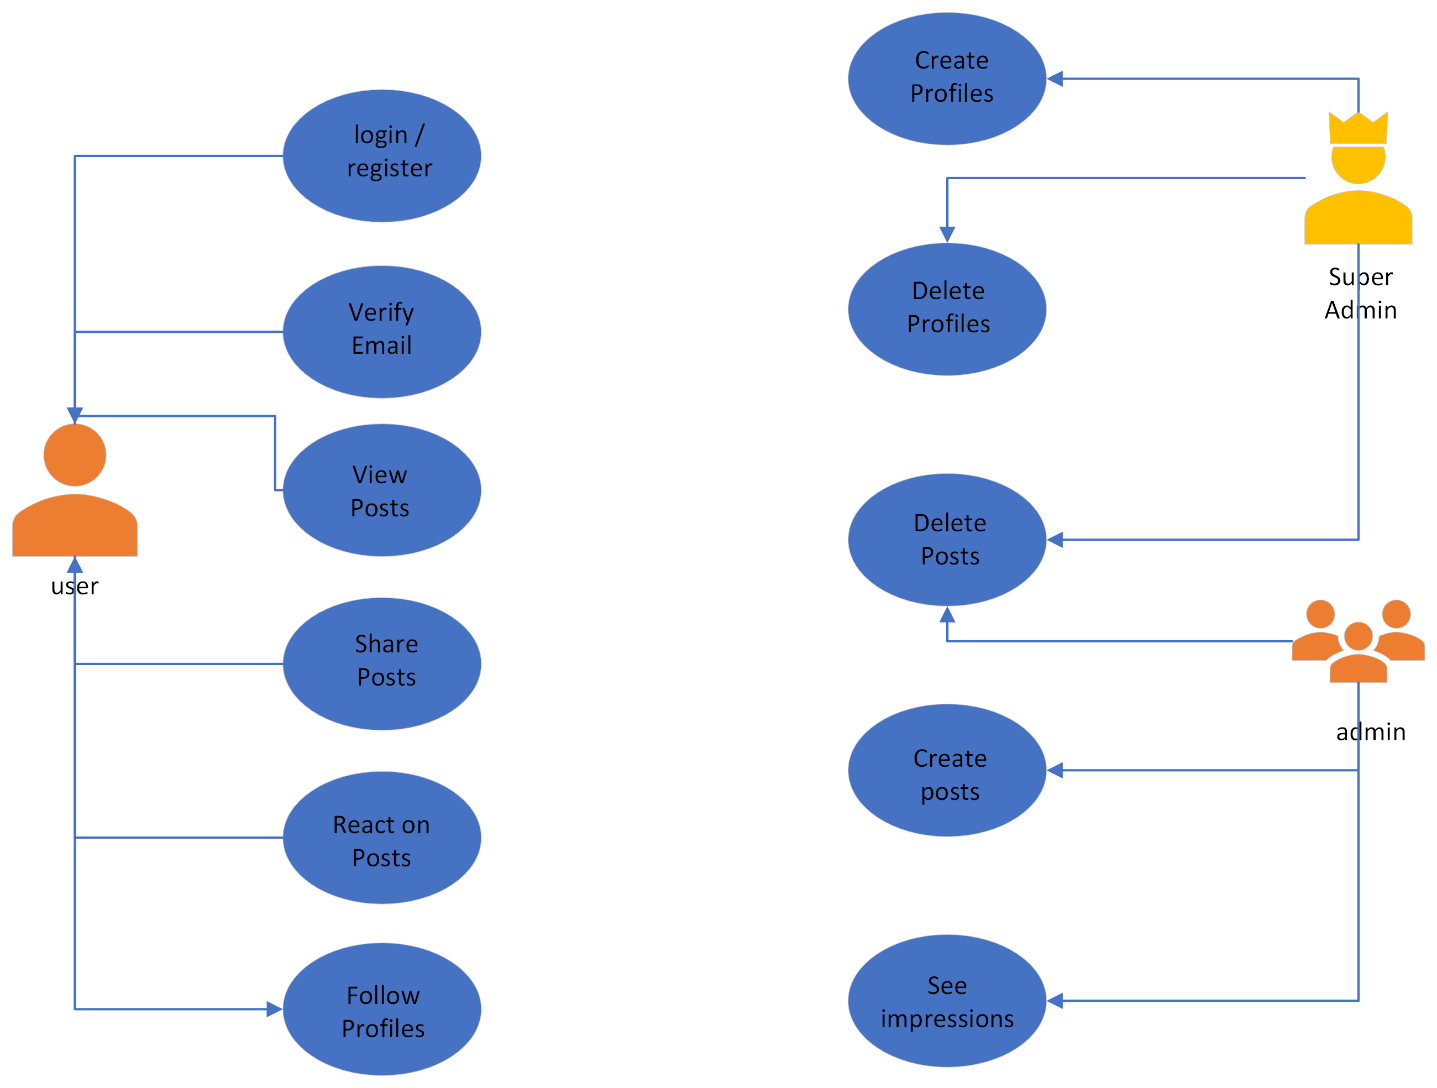 login /
register
Verify
Email
View
Posts
user
Share
Posts
React on
Posts
Follow
Profiles
Create
Profiles
Delete
Profiles
Super
Admin
Delete
Posts
admin
Create
posts
See
impressions